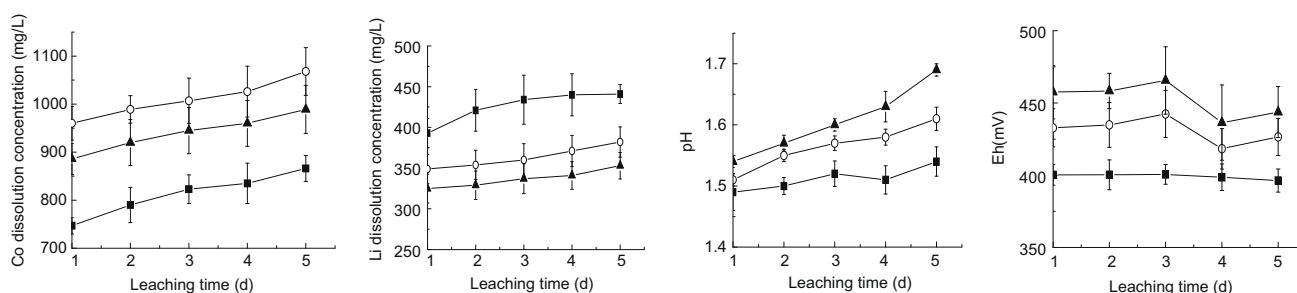 Co dissolution concentration (mg/L)
1100
1000
900
800
700
1 2 3 4 5
Leaching time (d)
Li dissolution concentration (mg/L)
500
450
400
350
300
250
1 2 3 4 5
Leaching time (d)
pH
1.7
1.6
1.5
1.4
1 2 3 4 5
Leaching time (d)
Eh(mV)
500
450
400
350
1 2 3 4 5
Leaching time (d)